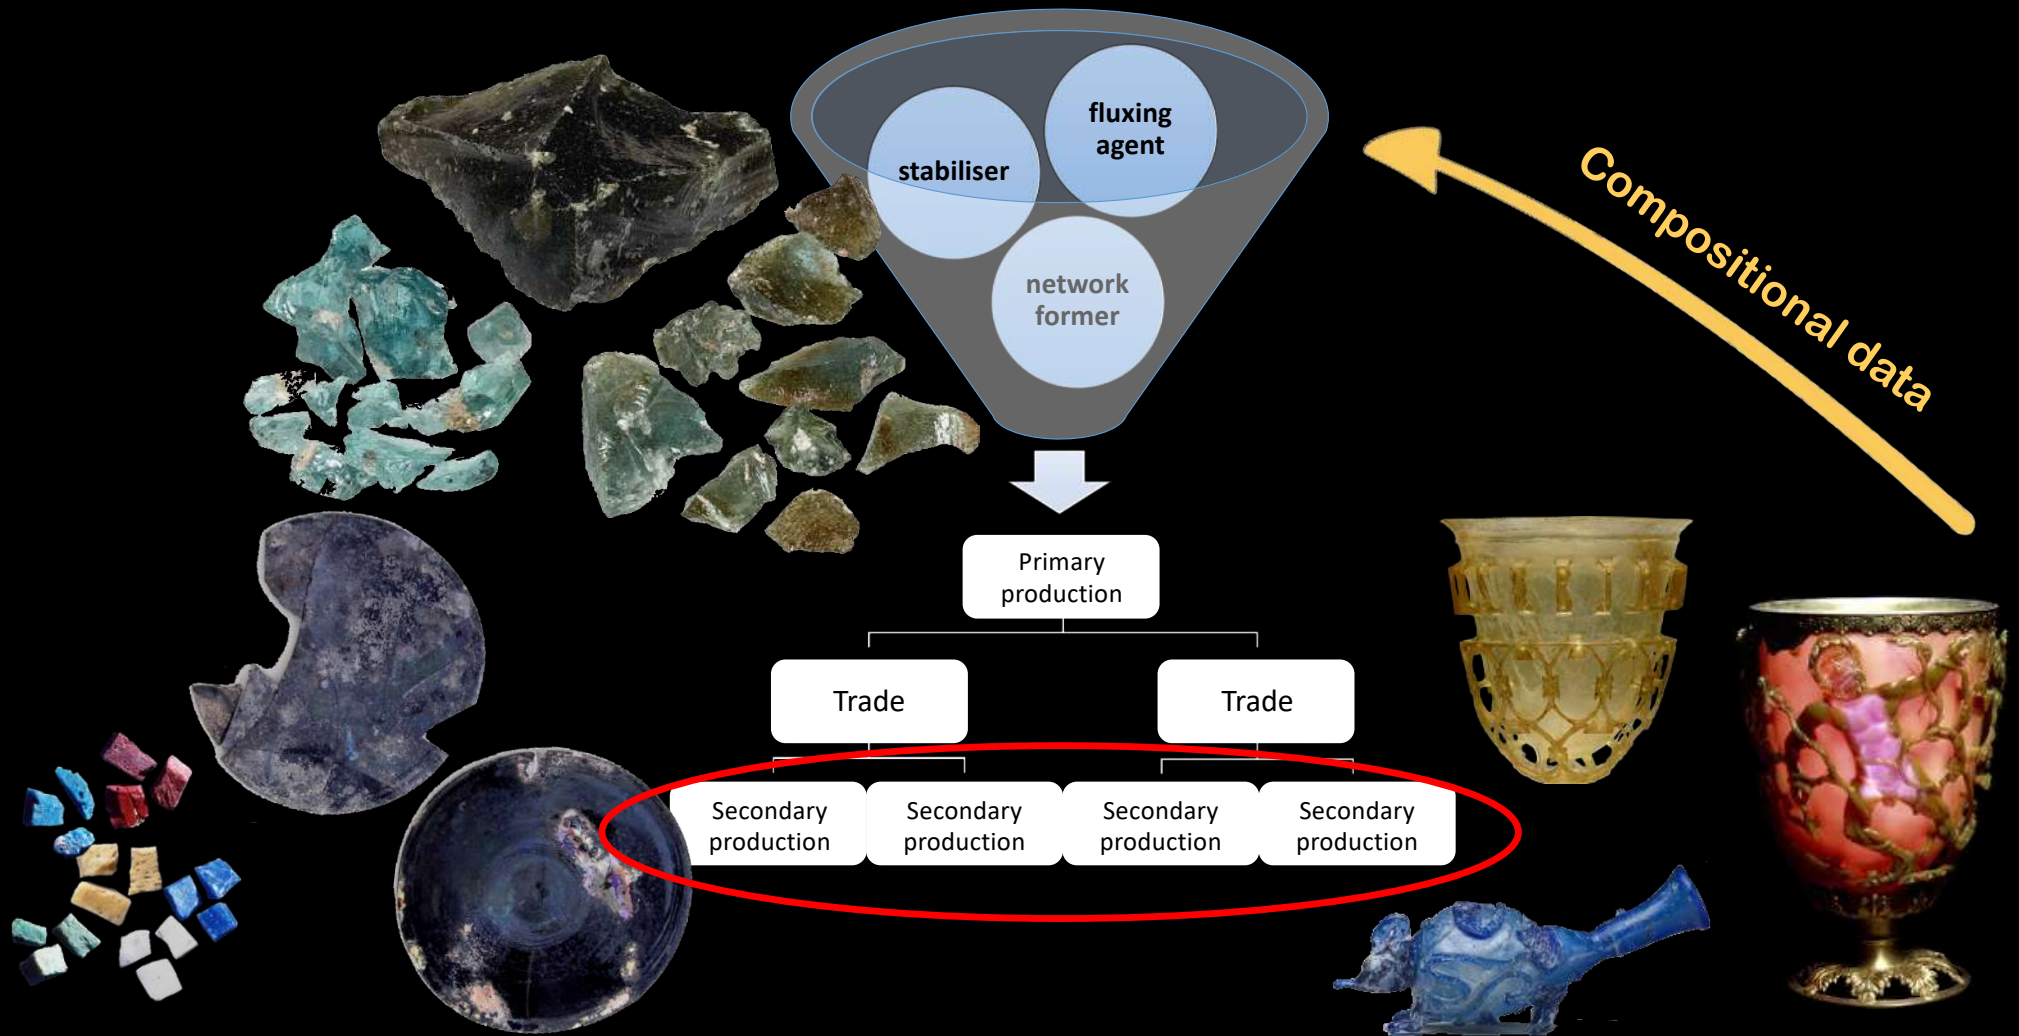 fluxing
agent
stabiliser
network
former
Compositional data
Primary
production
Trade
Trade
Secondary
production
Secondary
production
Secondary
production
Secondary
production